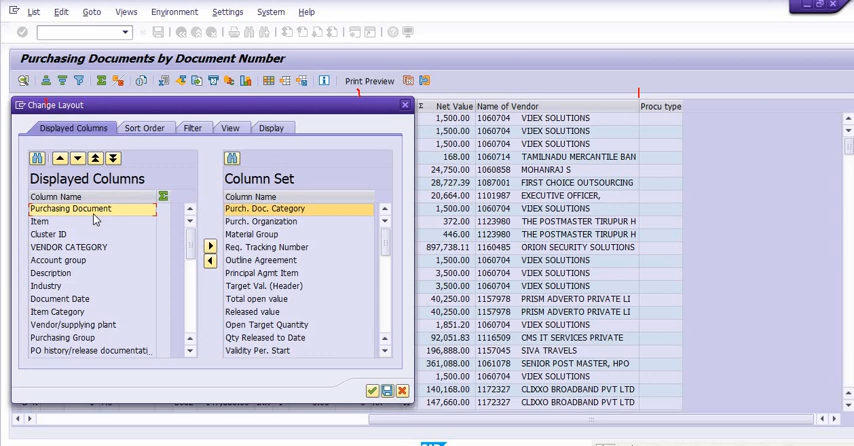 List Edit Goto Views Environment Settings System Help
Purchasing Documents by Document Number
Print Preview
Change Layout
Displayed Columns Sort Order Filter View Display
Displayed Columns
Column Name
Purchasing Document
Item
Cluster ID
VENDOR CATEGORY
Account group
Description
Industry
Document Date
Item Category
Vendor/supplying plant
Purchasing Group
PO history/release documentati..
Column Set
Column Name
Purch. Doc. Category
Purch. Organization
Material Group
Req. Tracking Number
Outline Agreement
Principal Agmt Item
Target Val. (Header)
Total open value
Released value
Open Target Quantity
Qty Released to Date
Validity Per. Start
Σ Net Value Name of Vendor Procu type
1,500.00 1060704 VIJEX SOLUTIONS
1,500.00 1060704 VIJEX SOLUTIONS
1,500.00 1060704 VIJEX SOLUTIONS
168.00 1060714 TAMILNADU MERCANTILE BAN
24,750.00 1060858 MOHANRAJ S
28,727.39 1087001 FIRST CHOICE OUTSOURCING
20,664.00 1110987 EXECUTIVE OFFICER,
1,500.00 1060704 VIJEX SOLUTIONS
372.00 1123980 THE POSTMASTER TIRUPUR H
446.00 1123980 THE POSTMASTER TIRUPUR H
897,738.11 1160485 ORION SECURITY SOLUTIONS
1,500.00 1060704 VIJEX SOLUTIONS
3,500.00 1060704 VIJEX SOLUTIONS
3,500.00 1060704 VIJEX SOLUTIONS
40,250.00 1157978 PRISM ADVERTO PRIVATE LI
40,250.00 1157978 PRISM ADVERTO PRIVATE LI
1,851.20 1060704 VIJEX SOLUTIONS
92,051.83 1116509 CMS IT SERVICES PRIVATE
196,888.00 1157045 SIVA TRAVELS
361,088.00 1061076 SENIOR POST MASTER, HPO
1,500.00 1060704 VIJEX SOLUTIONS
140,168.00 1172327 CLIXXO BROADBAND PVT LTD
147,660.00 1172327 CLIXXO BROADBAND PVT LTD